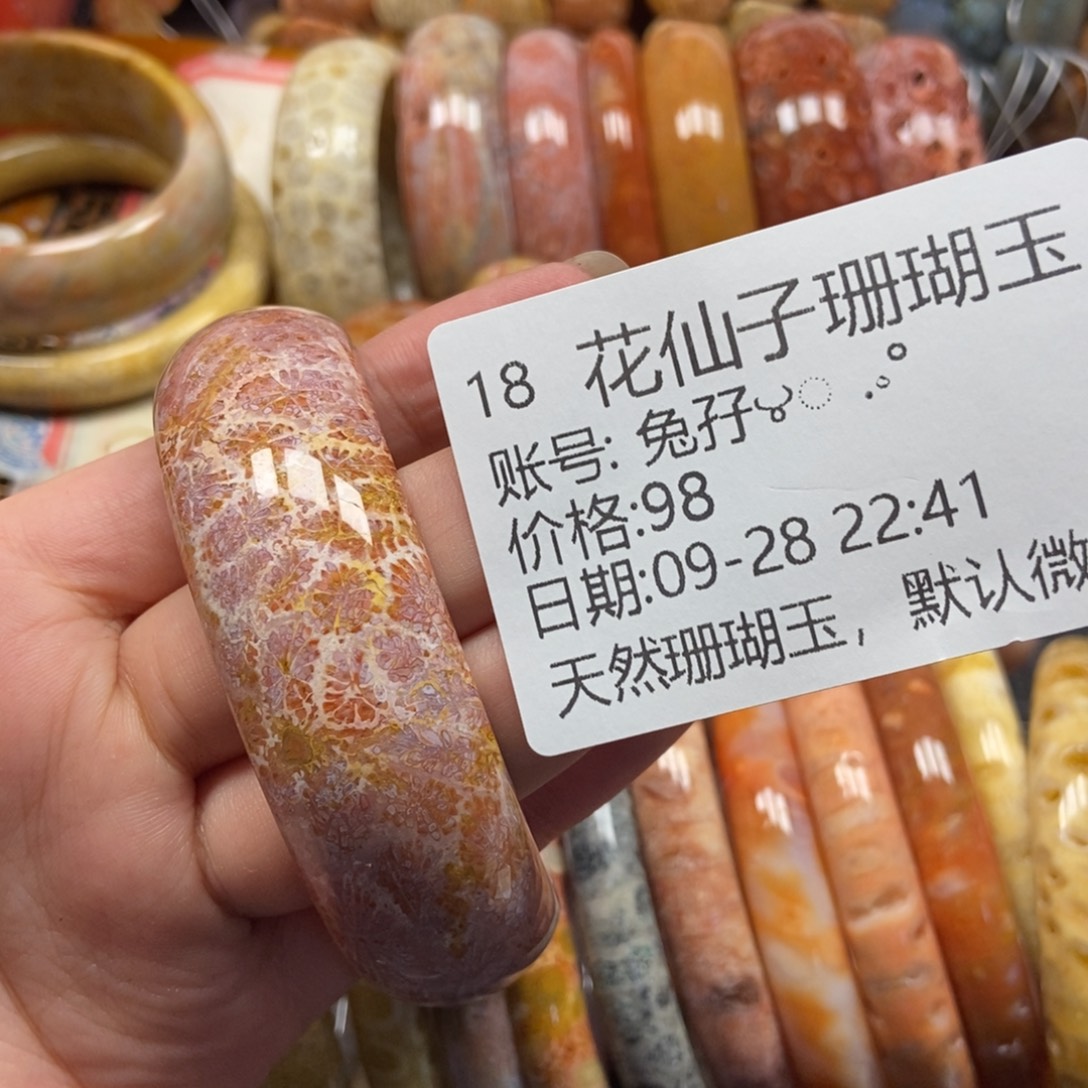 18 花仙子珊瑚玉
账号: 兔孖
价格:98
日期:09-28 22:41
天然珊瑚玉, 默认微